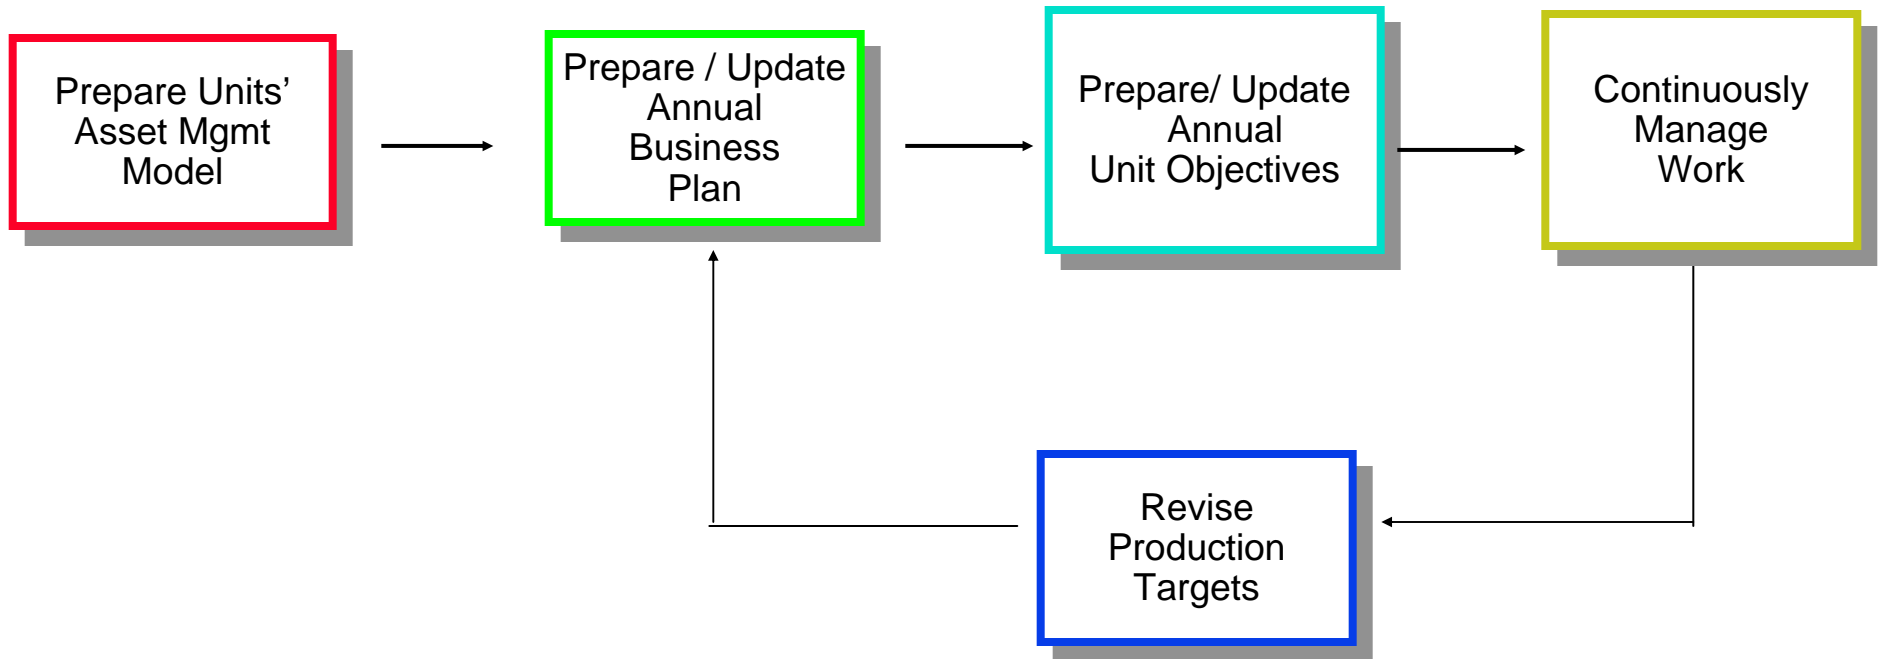 Prepare Units’
Asset Mgmt
Model
Prepare / Update
Annual
Business
Plan
Prepare/ Update
Annual
Unit Objectives
Continuously
Manage
Work
Revise
Production
Targets